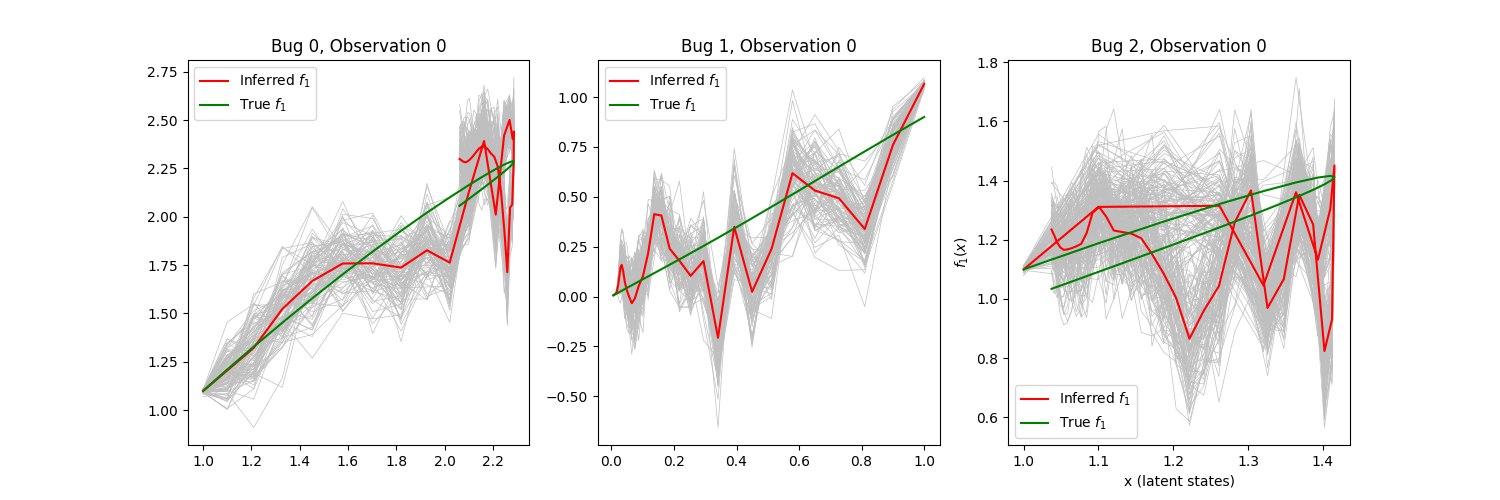 Bug 0, Observation 0
Inferred f₁
True f₁
2.75
2.50
2.25
2.00
1.75
1.50
1.25
1.00
1.0 1.2 1.4 1.6 1.8 2.0 2.2
Bug 1, Observation 0
Inferred f₁
True f₁
1.00
0.75
0.50
0.25
0.00
−0.25
−0.50
0.0 0.2 0.4 0.6 0.8 1.0
Bug 2, Observation 0
f₁(x)
1.8
1.6
1.4
1.2
1.0
0.8
0.6
Inferred f₁
True f₁
1.0 1.1 1.2 1.3 1.4
x (latent states)